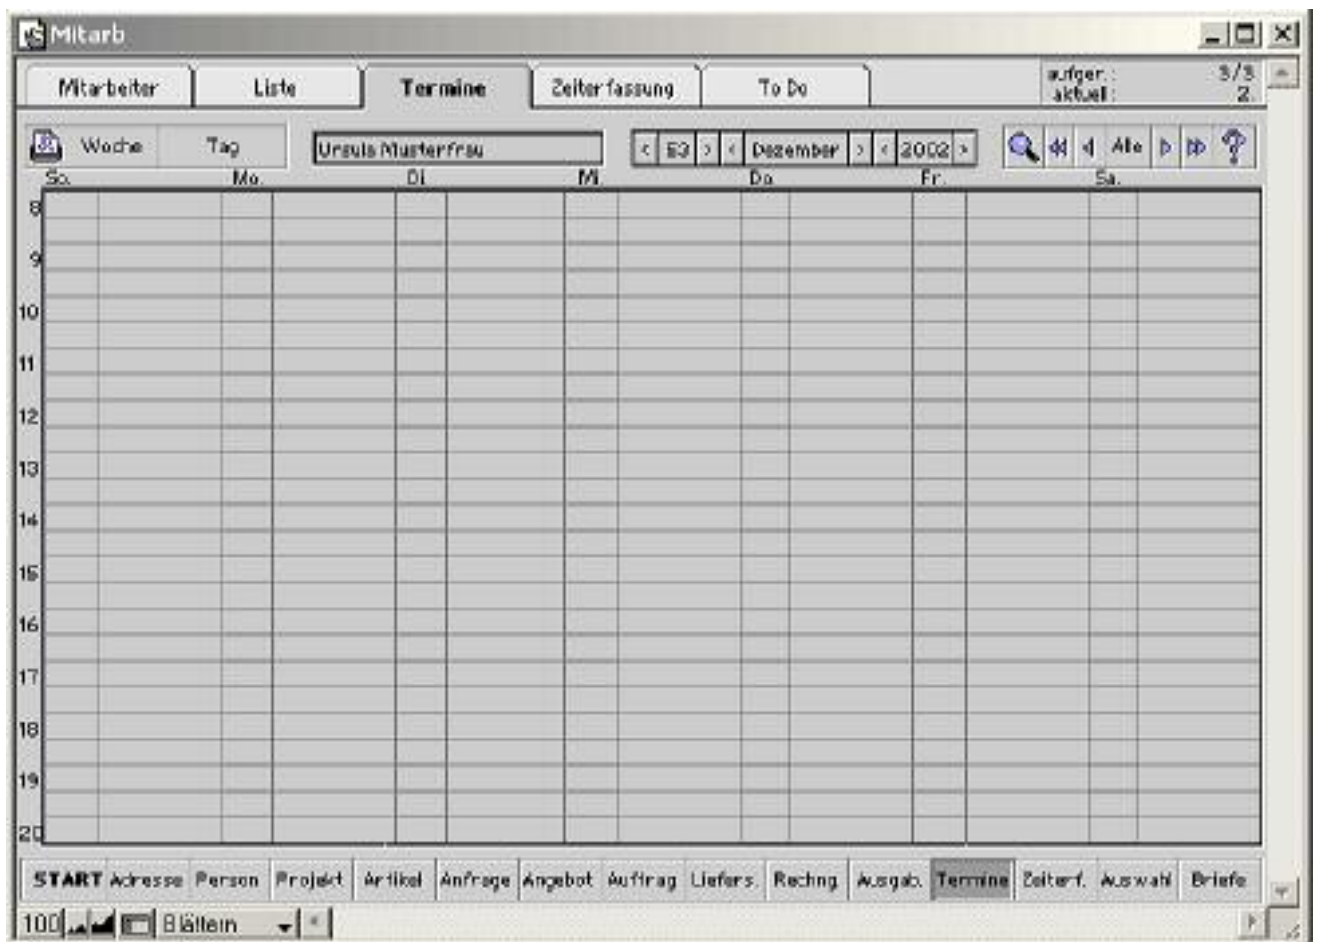 Mitarb
Mitarbeiter Liste Termine Zeiterfassung To Do aufger.: 3/3
aktuell: 2.
Woche Tag Ursula Musterfrau < 53 > < Dezember > < 2002 > Alle ?
So. Mo. Di Mi. Do. Fr. Sa.
8
9
10
11
12
13
14
15
16
17
18
19
20
START Adresse Person Projekt Artikel Anfrage Angebot Auftrag Liefers. Rechng Ausgab. Termine Zeiterf. Auswahl Briefe
100 Blättern